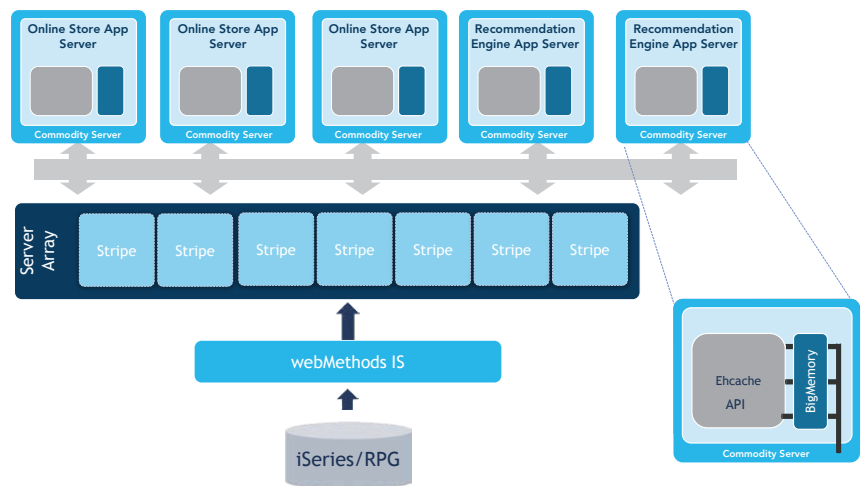 Online Store App
Server
Commodity Server
Online Store App
Server
Commodity Server
Online Store App
Server
Commodity Server
Recommendation
Engine App Server
Commodity Server
Recommendation
Engine App Server
Commodity Server
Server
Array
Stripe
Stripe
Stripe
Stripe
Stripe
Stripe
Stripe
webMethods IS
iSeries/RPG
Ehcache
API
BigMemory
Commodity Server